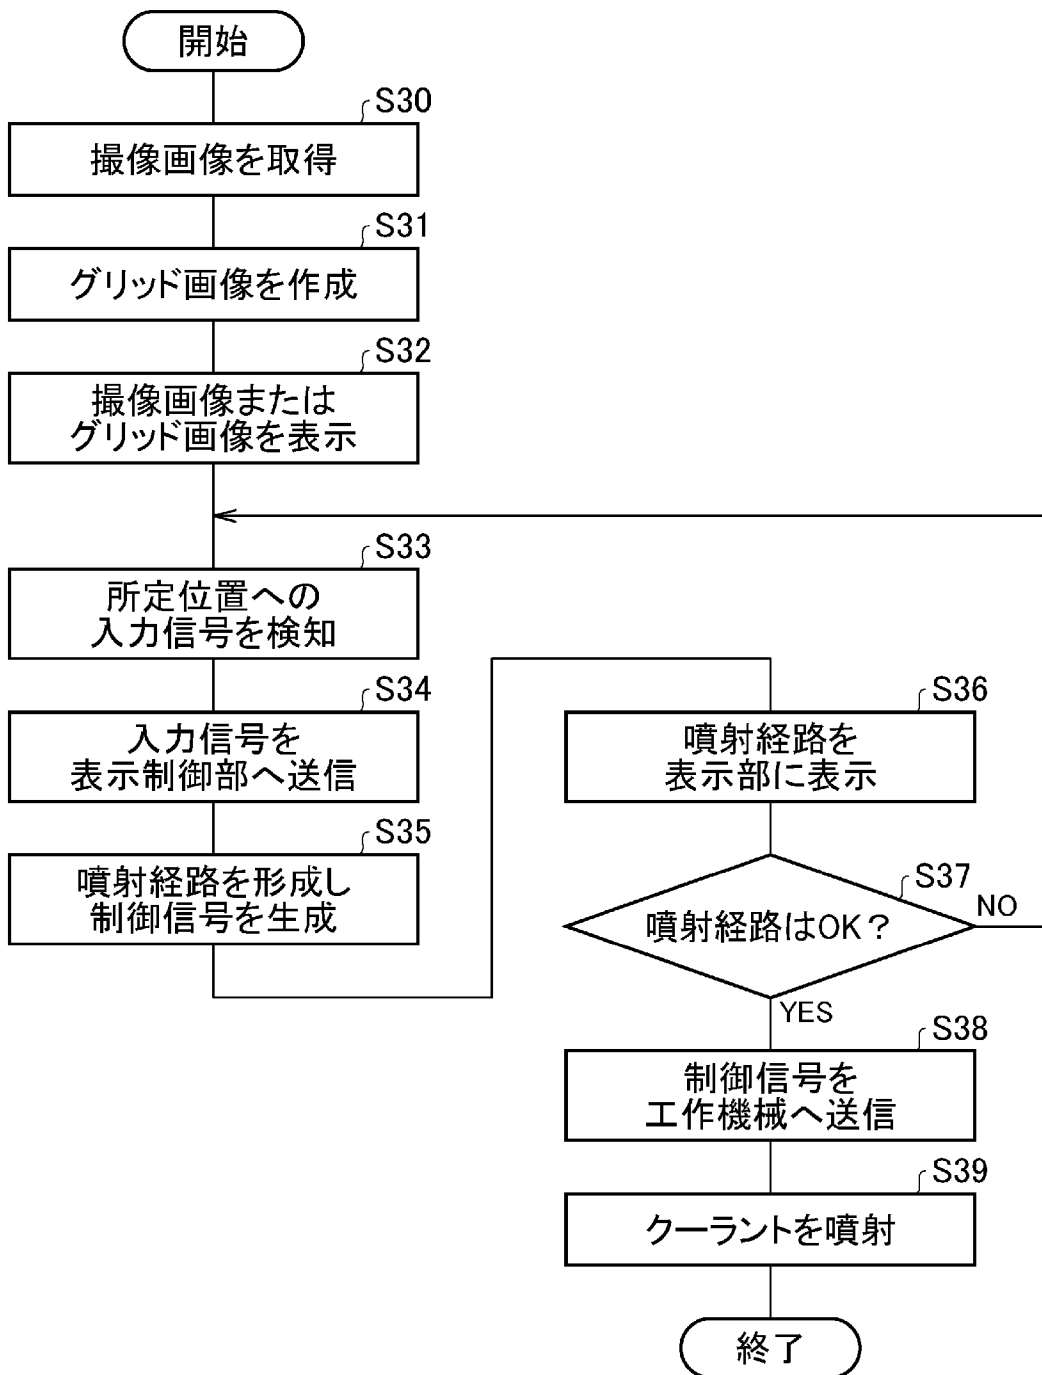 開始
S30
撮像画像を取得
S31
グリッド画像を作成
S32
撮像画像または
グリッド画像を表示
S33
所定位置への
入力信号を検知
S34
入力信号を
表示制御部へ送信
S35
噴射経路を形成し
制御信号を生成
S36
噴射経路を
表示部に表示
S37
噴射経路はOK？
NO
YES
S38
制御信号を
工作機械へ送信
S39
クーラントを噴射
終了